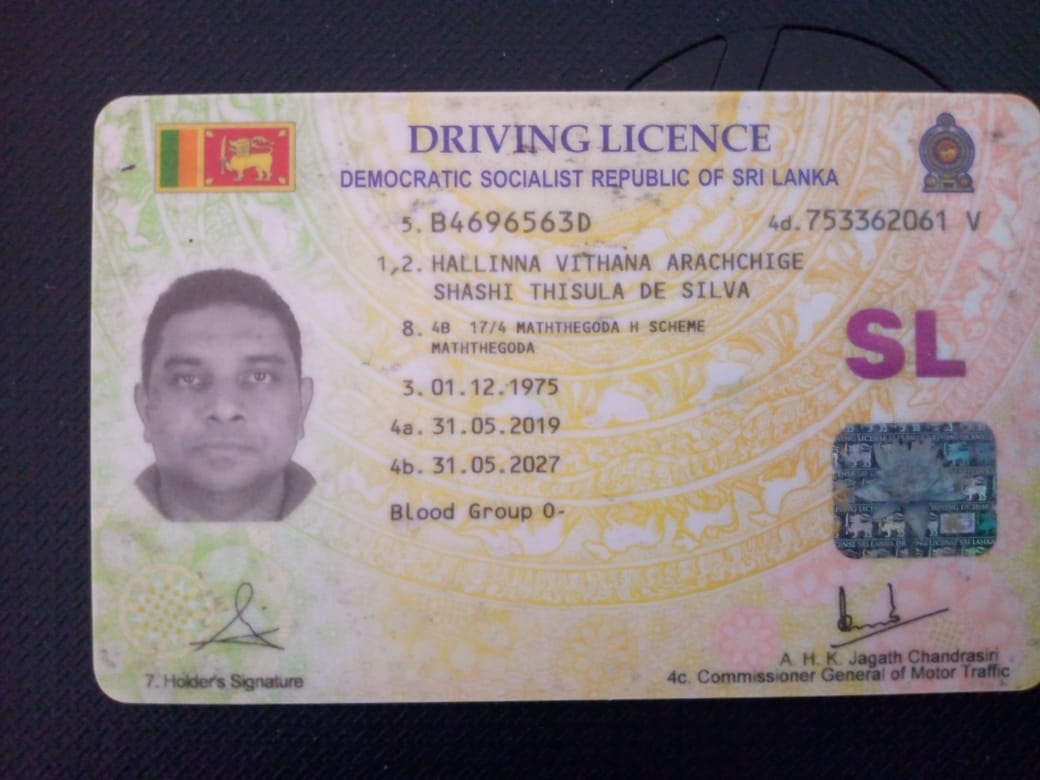 DRIVING LICENCE
DEMOCRATIC SOCIALIST REPUBLIC OF SRI LANKA
5. B4696563D 4d. 753362061 V
1,2. HALLINNA VITHANA ARACHCHIGE
SHASHI THISULA DE SILVA
8. 4B 17/4 MATHTHEGODA H SCHEME
MATHTHEGODA
SL
3. 01.12.1975
4a. 31.05.2019
4b. 31.05.2027
Blood Group O-
A. H. K. Jagath Chandrasiri
7. Holder's Signature
4c. Commissioner General of Motor Traffic